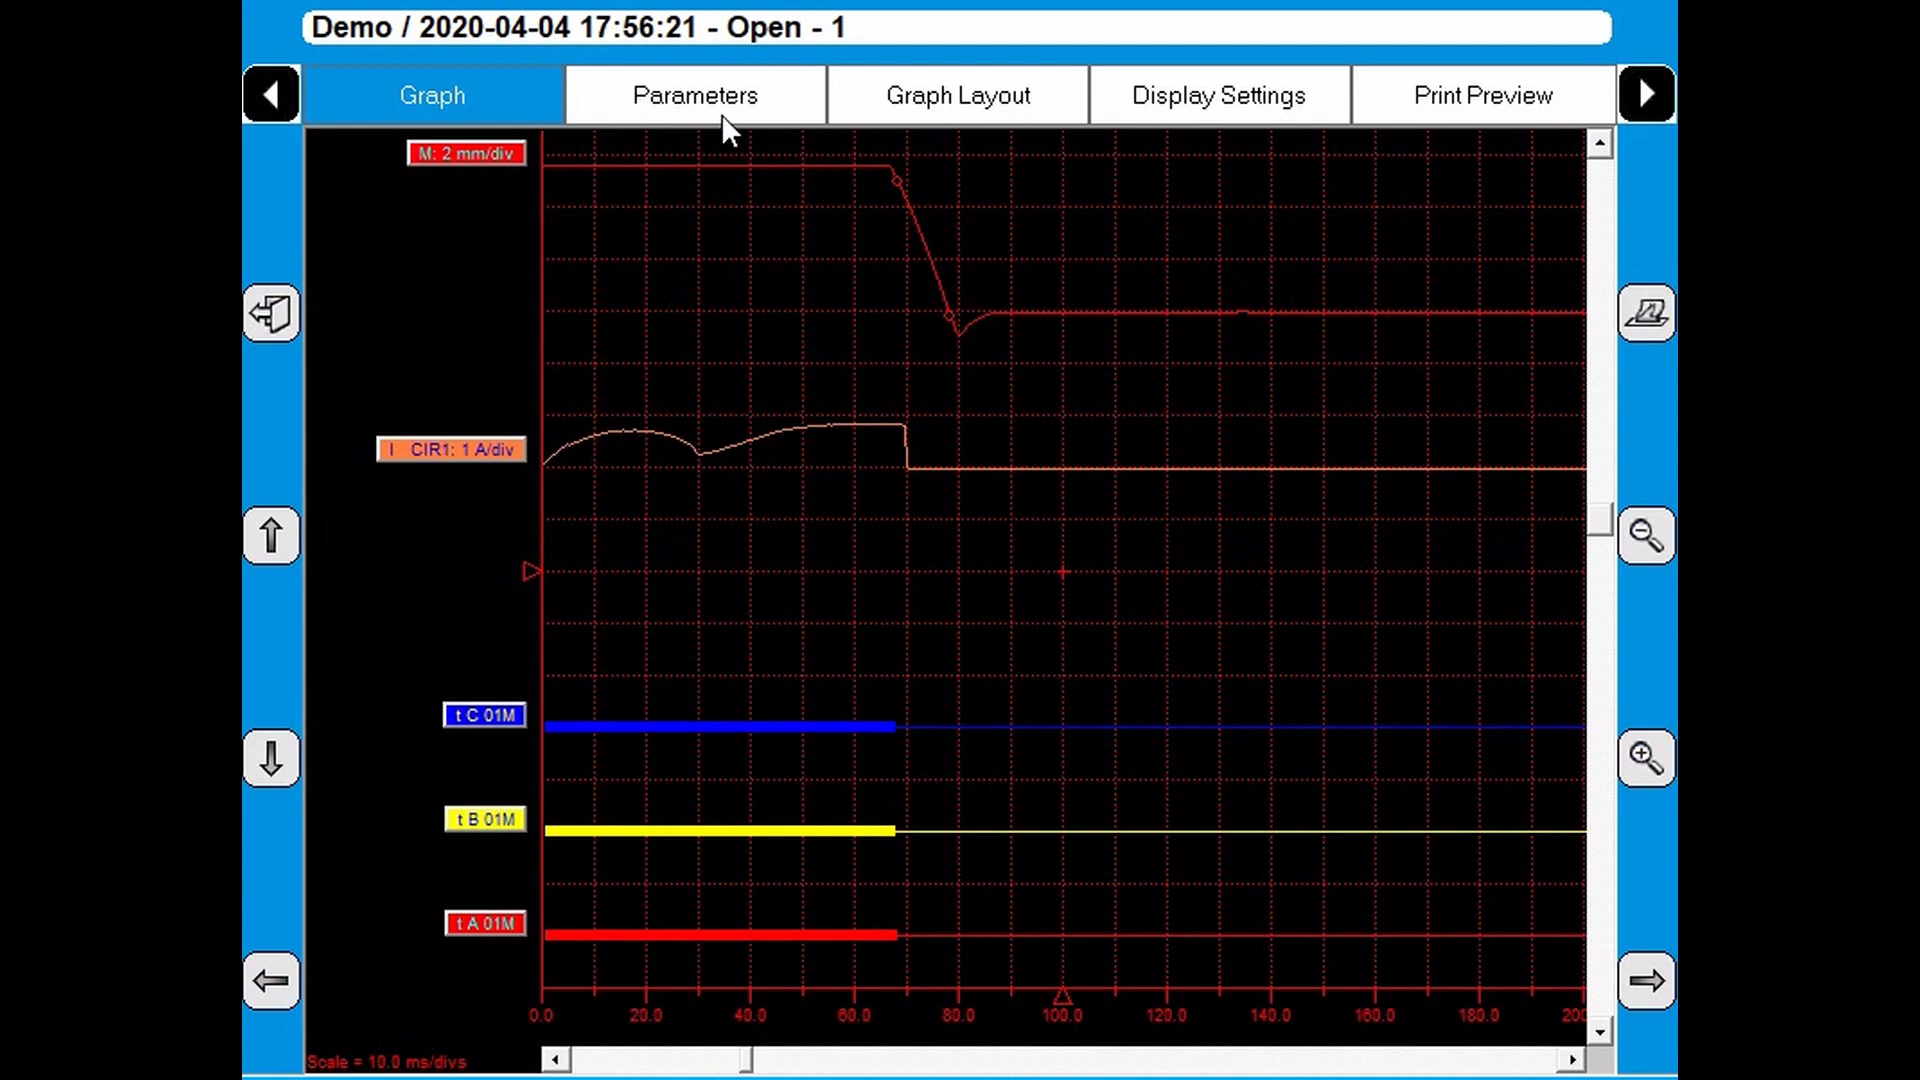 Demo / 2020-04-04 17:56:21 - Open - 1
Graph
Parameters
Graph Layout
Display Settings
Print Preview
M: 2 mm/div
I CIR1: 1 A/div
t C 01M
t B 01M
t A 01M
0.0 20.0 40.0 60.0 80.0 100.0 120.0 140.0 160.0 180.0 200
Scale = 10.0 ms/divs